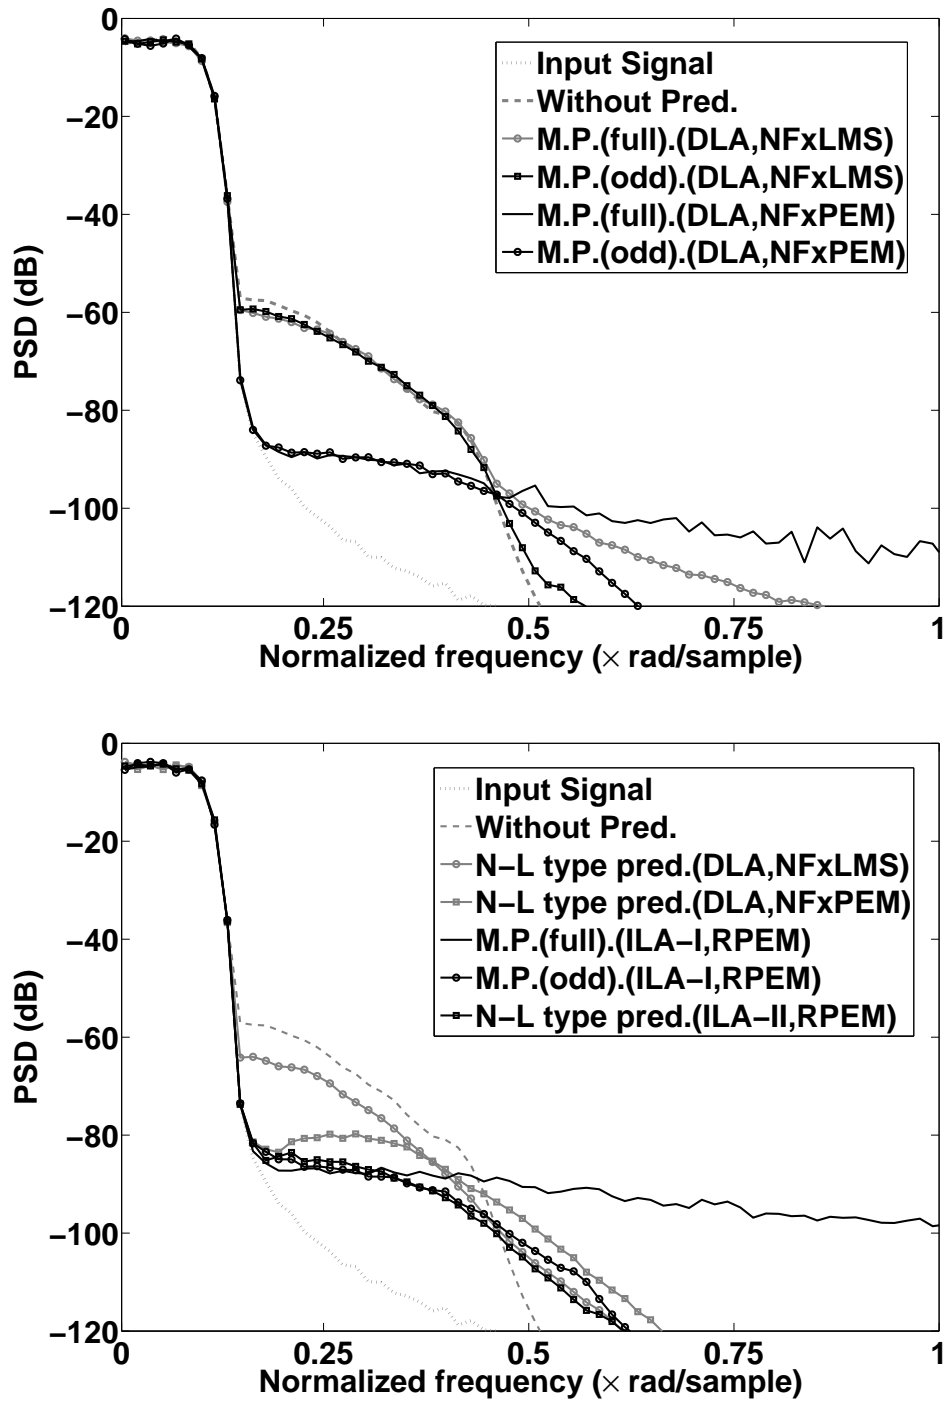 0
−20
−40
−60
−80
−100
−120
PSD (dB)
Input Signal
Without Pred.
M.P.(full).(DLA,NFxLMS)
M.P.(odd).(DLA,NFxLMS)
M.P.(full).(DLA,NFxPEM)
M.P.(odd).(DLA,NFxPEM)
0 0.25 0.5 0.75 1
Normalized frequency (× rad/sample)
0
−20
−40
−60
−80
−100
−120
PSD (dB)
Input Signal
Without Pred.
N−L type pred.(DLA,NFxLMS)
N−L type pred.(DLA,NFxPEM)
M.P.(full).(ILA−I,RPEM)
M.P.(odd).(ILA−I,RPEM)
N−L type pred.(ILA−II,RPEM)
0 0.25 0.5 0.75 1
Normalized frequency (× rad/sample)